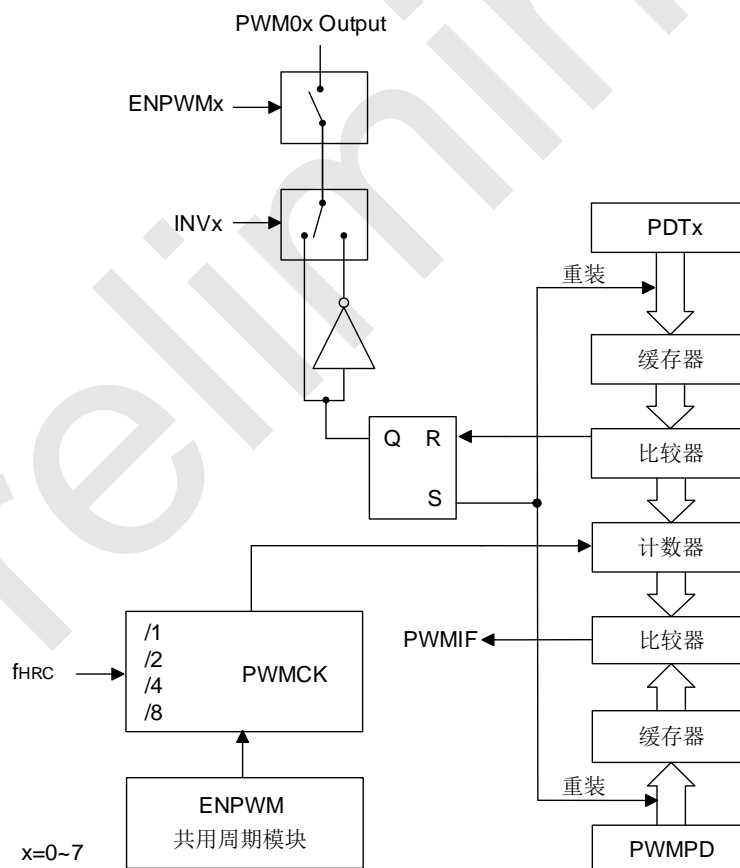 PWM0x Output
ENPWMx
INVx
PDTx
重装
缓存器
Q R
S
比较器
计数器
/1
/2
/4
/8
PWMCK
fHRC
PWMIF
比较器
缓存器
ENPWM
共用周期模块
重装
x=0~7
PWMPD
relimin